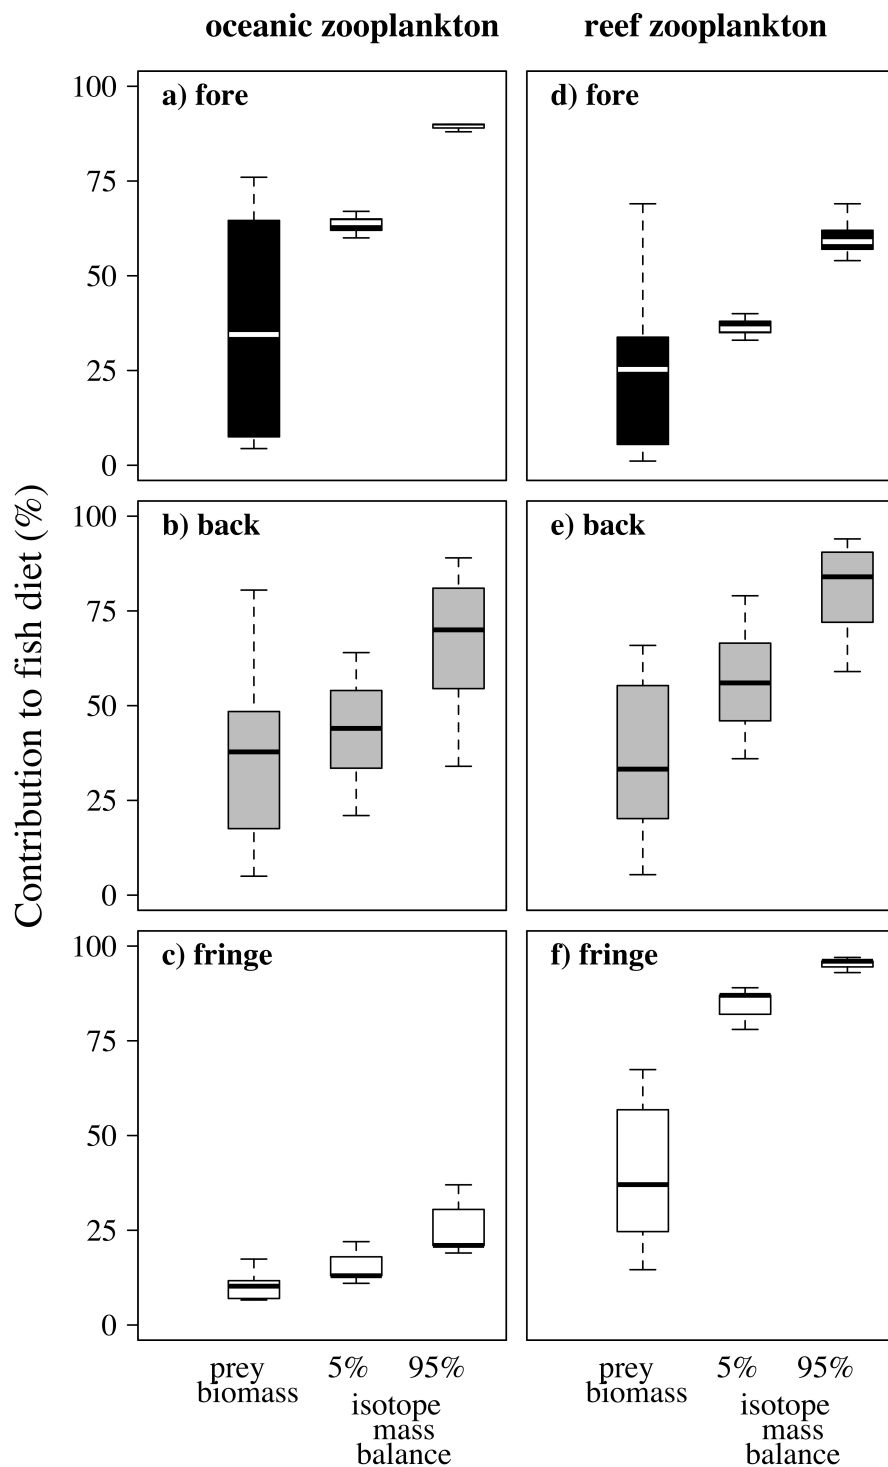 oceanic zooplankton
reef zooplankton
a) fore
d) fore
100
75
50
25
0
b) back
e) back
100
75
50
25
0
c) fringe
f) fringe
100
75
50
25
0
Contribution to fish diet (%)
prey
biomass
5%
95%
isotope
mass
balance
prey
biomass
5%
95%
isotope
mass
balance